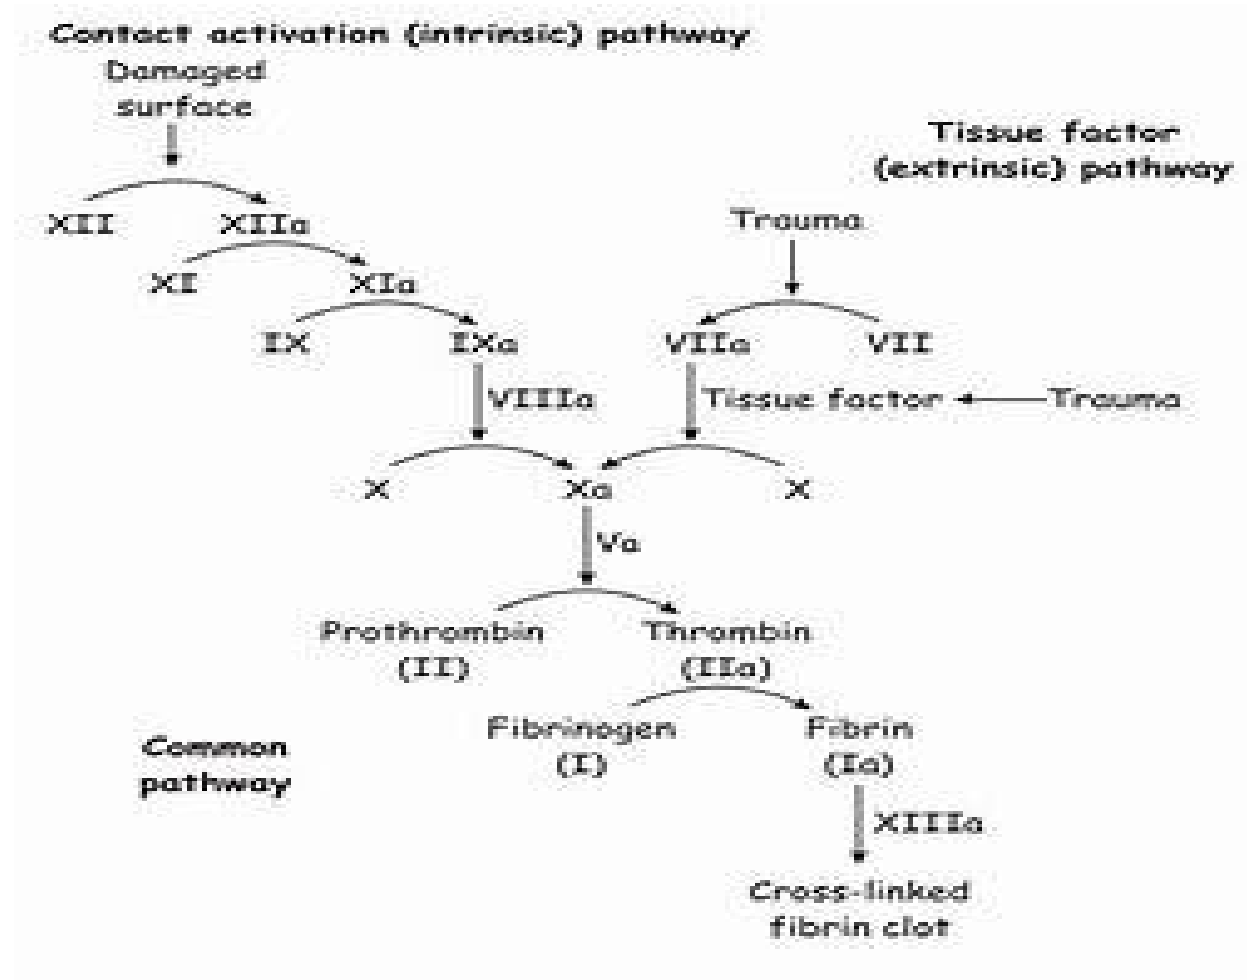 Contact activation (intrinsic) pathway
Damaged
surface
Tissue factor
(extrinsic) pathway
Trauma
XII
XIIa
XI
XIa
IX
IXa
VIIa
VII
VIIIa
Tissue factor
Trauma
X
Xa
X
Va
Prothrombin
(II)
Thrombin
(IIa)
Fibrinogen
(I)
Fibrin
(Ia)
Common
pathway
XIIIa
Cross-linked
fibrin clot